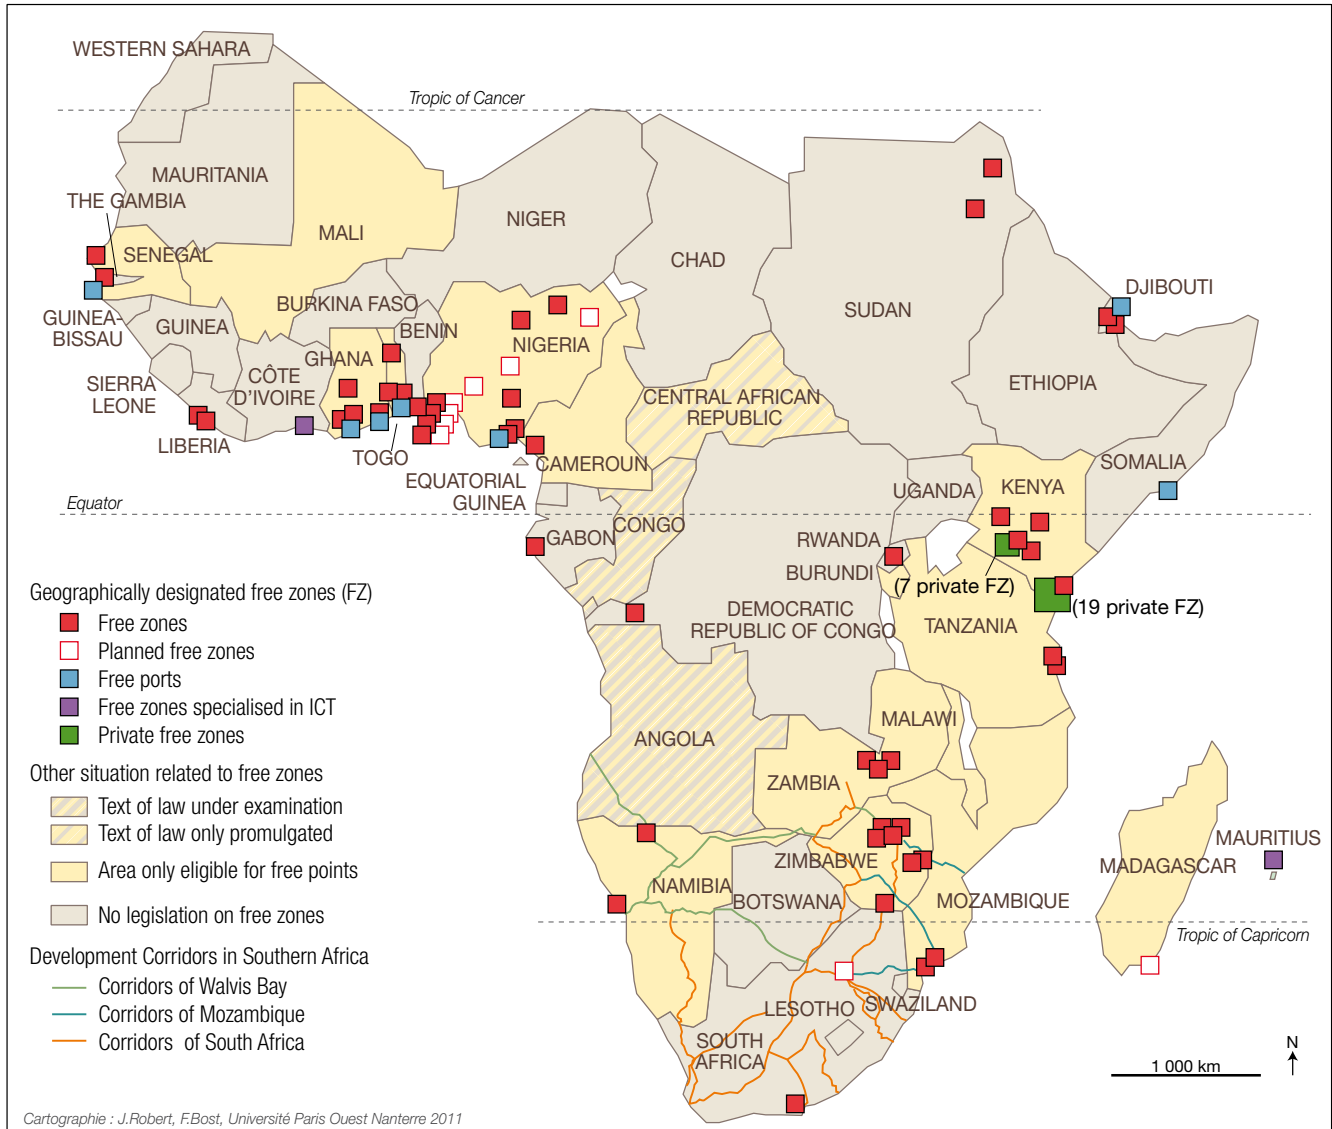 WESTERN SAHARA
Tropic of Cancer
MAURITANIA
THE GAMBIA
SENEGAL
MALI
NIGER
CHAD
SUDAN
DJIBOUTI
GUINEA-
BISSAU
GUINEA
BURKINA FASO
BENIN
NIGERIA
GHANA
CÔTE
D'IVOIRE
SIERRA
LEONE
LIBERIA
TOGO
ETHIOPIA
CENTRAL AFRICAN
REPUBLIC
CAMEROUN
EQUATORIAL
GUINEA
SOMALIA
UGANDA
KENYA
Equator
GABON
CONGO
RWANDA
BURUNDI
(7 private FZ)
(19 private FZ)
DEMOCRATIC
REPUBLIC OF CONGO
TANZANIA
MALAWI
ANGOLA
ZAMBIA
ZIMBABWE
NAMIBIA
BOTSWANA
MOZAMBIQUE
MADAGASCAR
MAURITIUS
Tropic of Capricorn
LESOTHO
SWAZILAND
SOUTH
AFRICA
Geographically designated free zones (FZ)
Free zones
Planned free zones
Free ports
Free zones specialised in ICT
Private free zones
Other situation related to free zones
Text of law under examination
Text of law only promulgated
Area only eligible for free points
No legislation on free zones
Development Corridors in Southern Africa
Corridors of Walvis Bay
Corridors of Mozambique
Corridors of South Africa
N
1 000 km
Cartographie : J.Robert, F.Bost, Université Paris Ouest Nanterre 2011